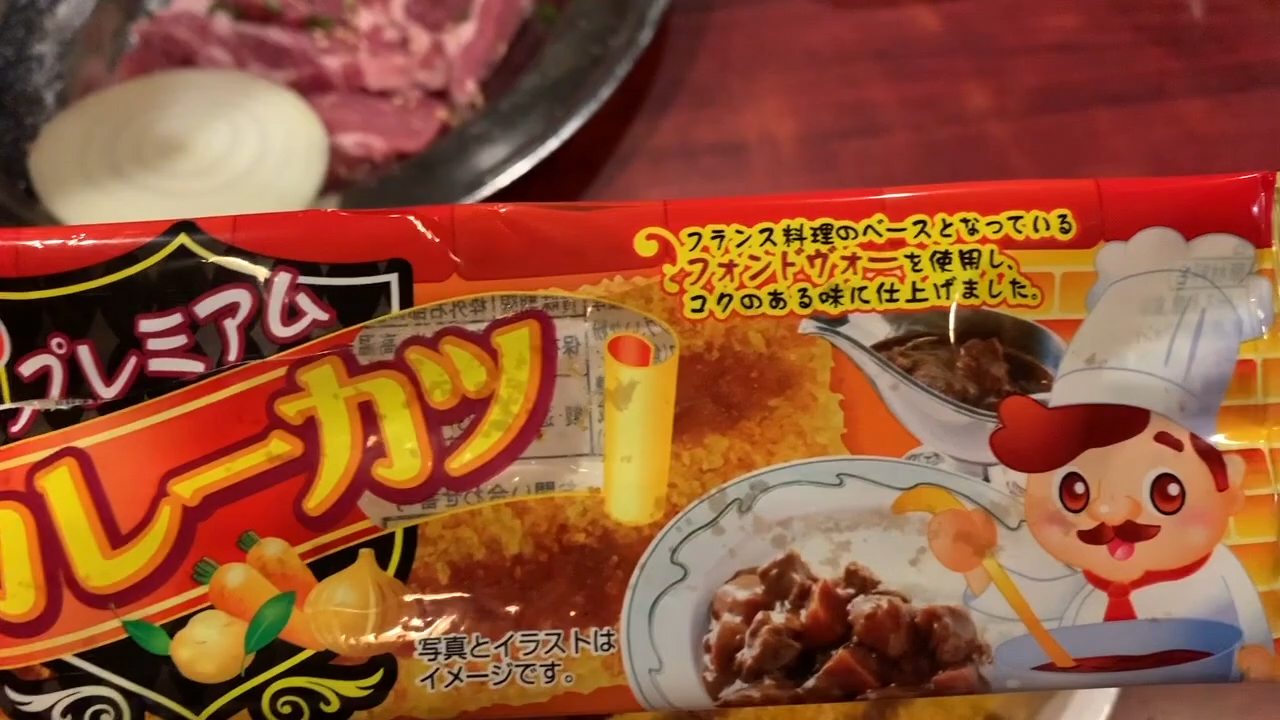 プレミアム
カレーカツ
フランス料理のベースとなっている
フォンドヴォーを使用し、
コクのある味に仕上げました。
写真とイラストは
イメージです。